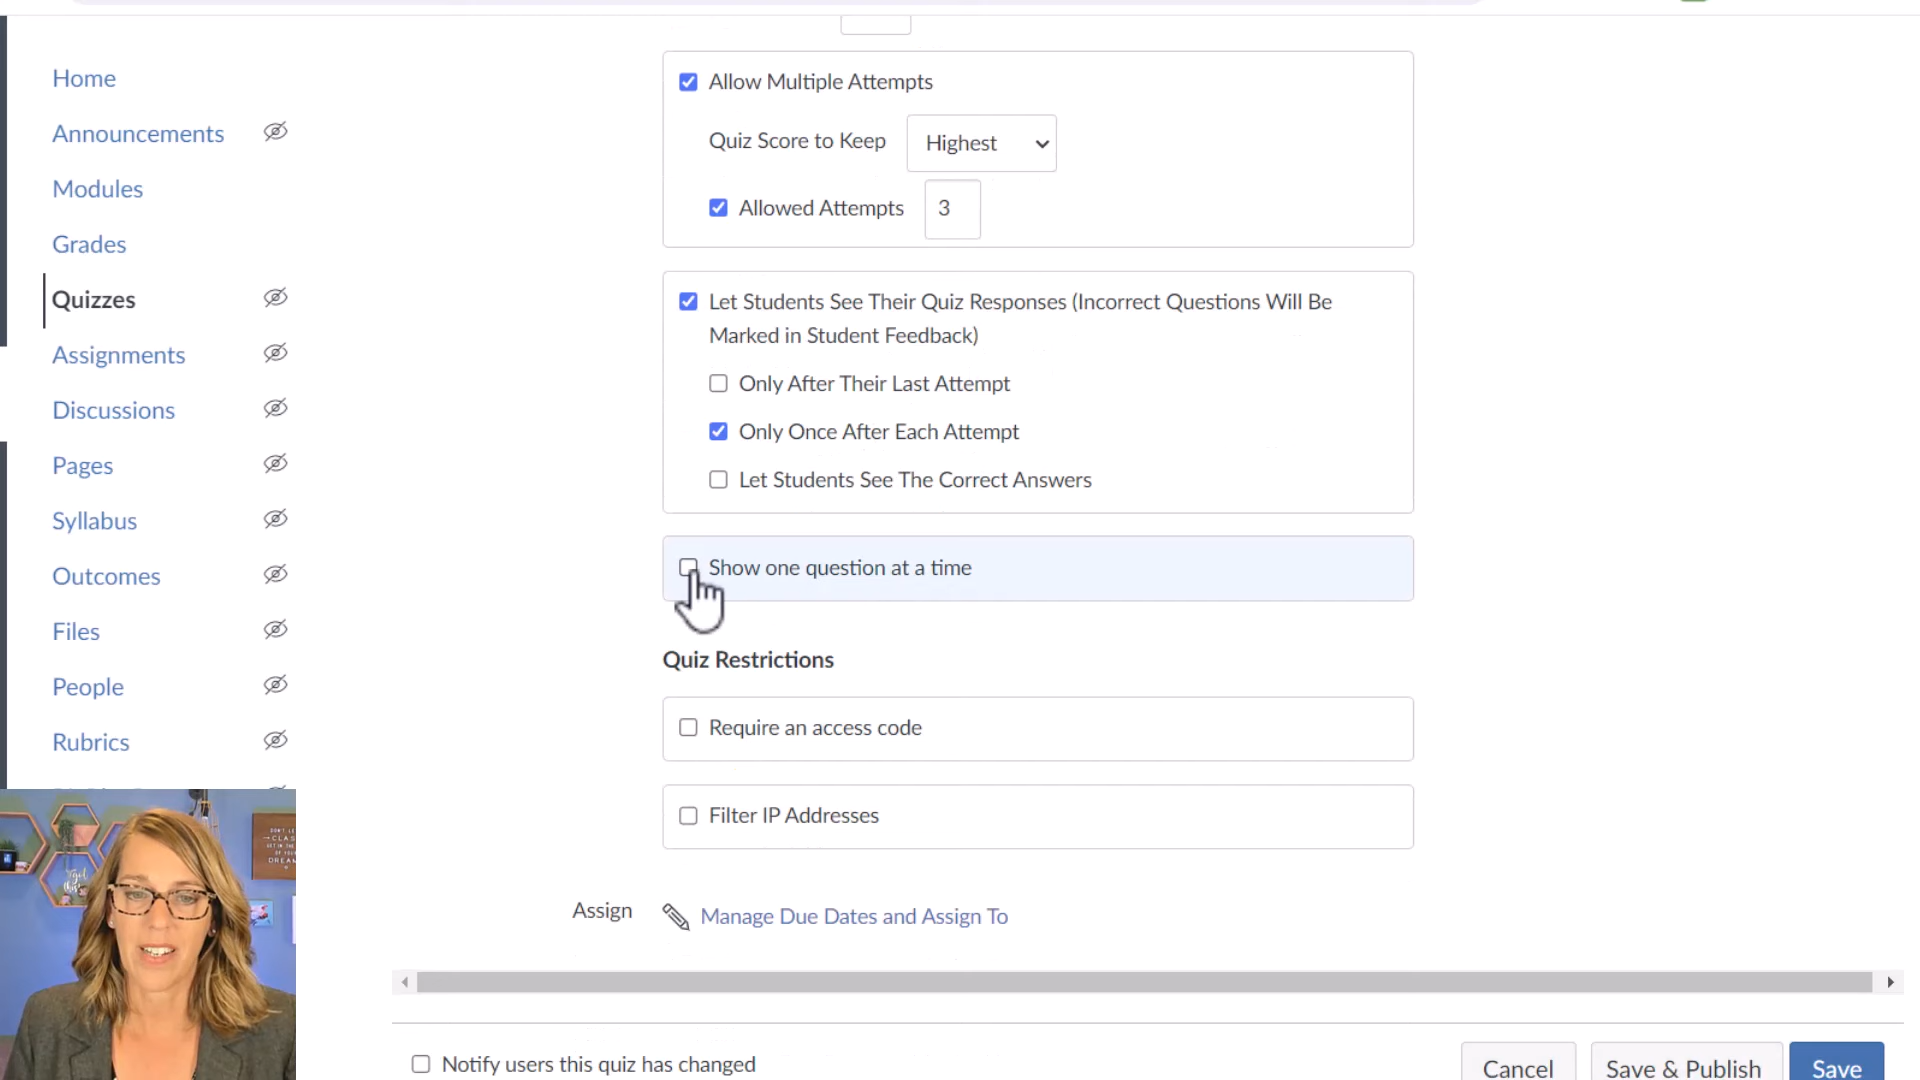 Home
Announcements
Modules
Grades
Quizzes
Assignments
Discussions
Pages
Syllabus
Outcomes
Files
People
Rubrics
Allow Multiple Attempts
Quiz Score to Keep Highest
Allowed Attempts 3
Let Students See Their Quiz Responses (Incorrect Questions Will Be
Marked in Student Feedback)
Only After Their Last Attempt
Only Once After Each Attempt
Let Students See The Correct Answers
Show one question at a time
Quiz Restrictions
Require an access code
Filter IP Addresses
Assign Manage Due Dates and Assign To
Notify users this quiz has changed
Cancel Save & Publish Save